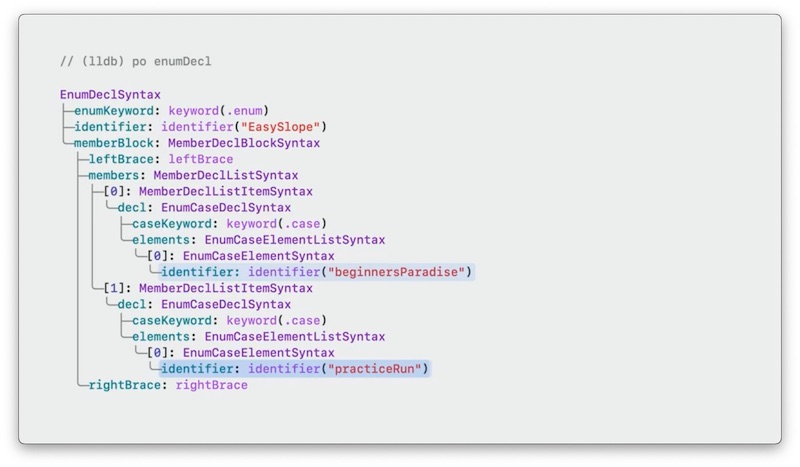 // (lldb) po enumDecl
EnumDeclSyntax
├─enumKeyword: keyword(.enum)
├─identifier: identifier("EasySlope")
╰─memberBlock: MemberDeclBlockSyntax
  ├─leftBrace: leftBrace
  ├─members: MemberDeclListSyntax
  │ ├─[0]: MemberDeclListItemSyntax
  │ │ ╰─decl: EnumCaseDeclSyntax
  │ │   ├─caseKeyword: keyword(.case)
  │ │   ╰─elements: EnumCaseElementListSyntax
  │ │     ╰─[0]: EnumCaseElementSyntax
  │ │       ╰─identifier: identifier("beginnersParadise")
  │ ╰─[1]: MemberDeclListItemSyntax
  │   ╰─decl: EnumCaseDeclSyntax
  │     ├─caseKeyword: keyword(.case)
  │     ╰─elements: EnumCaseElementListSyntax
  │       ╰─[0]: EnumCaseElementSyntax
  │         ╰─identifier: identifier("practiceRun")
  ╰─rightBrace: rightBrace